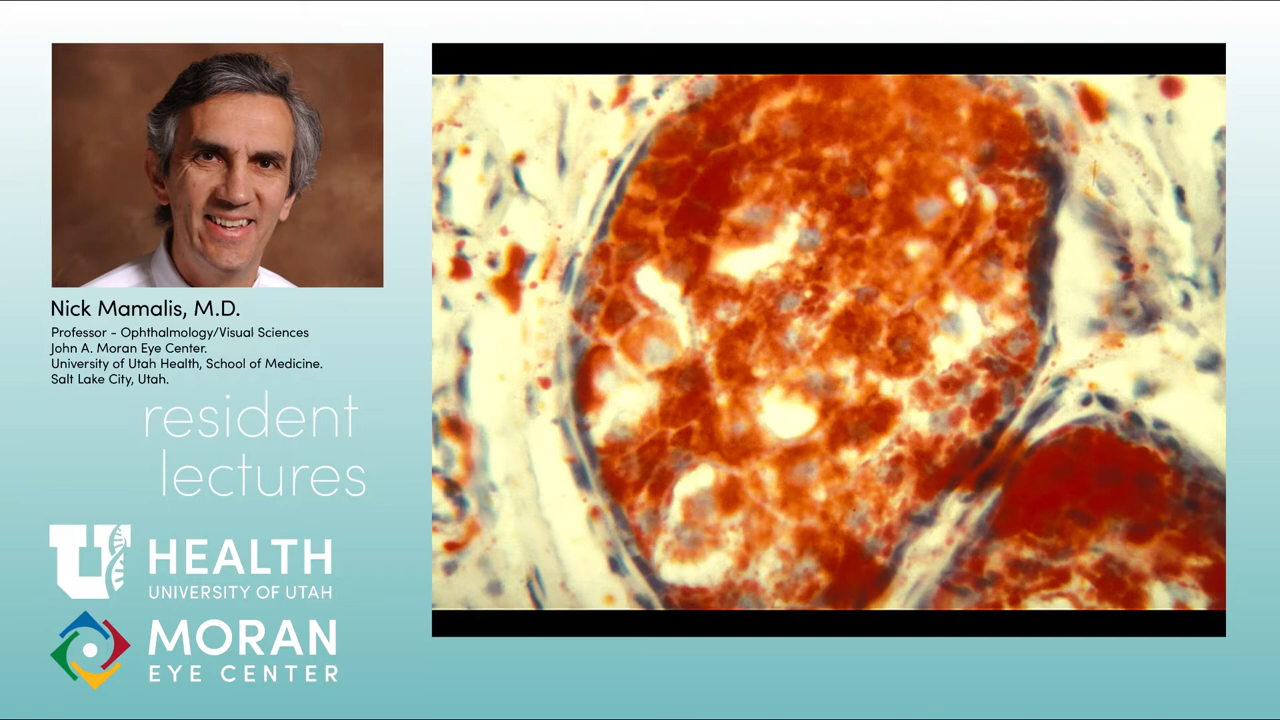 Nick Mamalis, M.D.
Professor - Ophthalmology/Visual Sciences
John A. Moran Eye Center.
University of Utah Health, School of Medicine.
Salt Lake City, Utah.
resident
lectures
U HEALTH
UNIVERSITY OF UTAH
MORAN
EYE CENTER